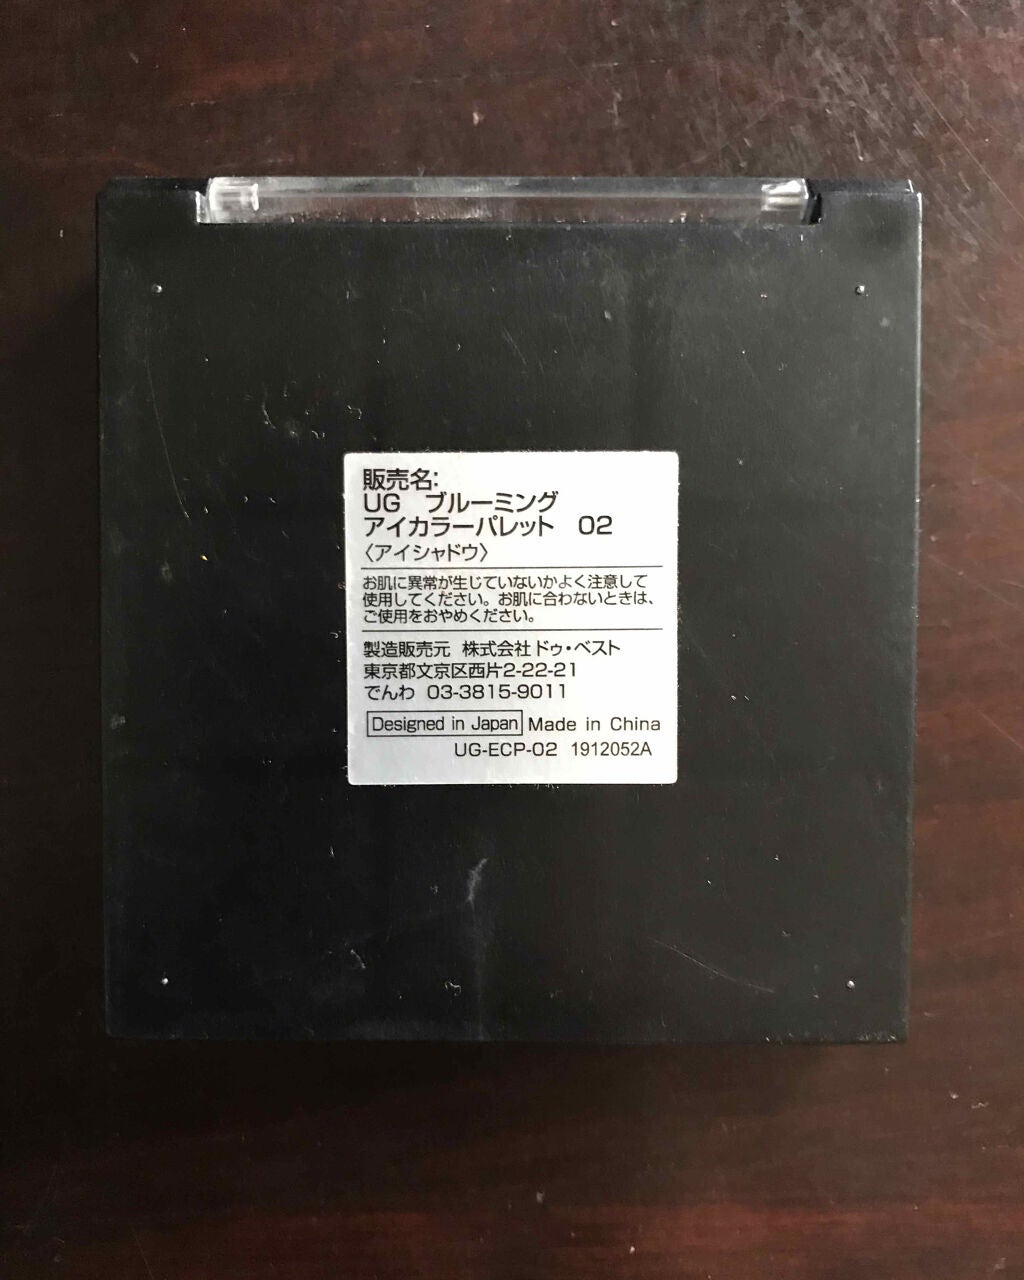 販売名:
UG ブルーミング
アイカラーパレット 02
〈アイシャドウ〉
お肌に異常が生じていないかよく注意して
使用してください。お肌に合わないときは、
ご使用をおやめください。
製造販売元 株式会社ドゥ・ベスト
東京都文京区西片2-22-21
でんわ 03-3815-9011
Designed in Japan Made in China
UG-ECP-02 1912052A